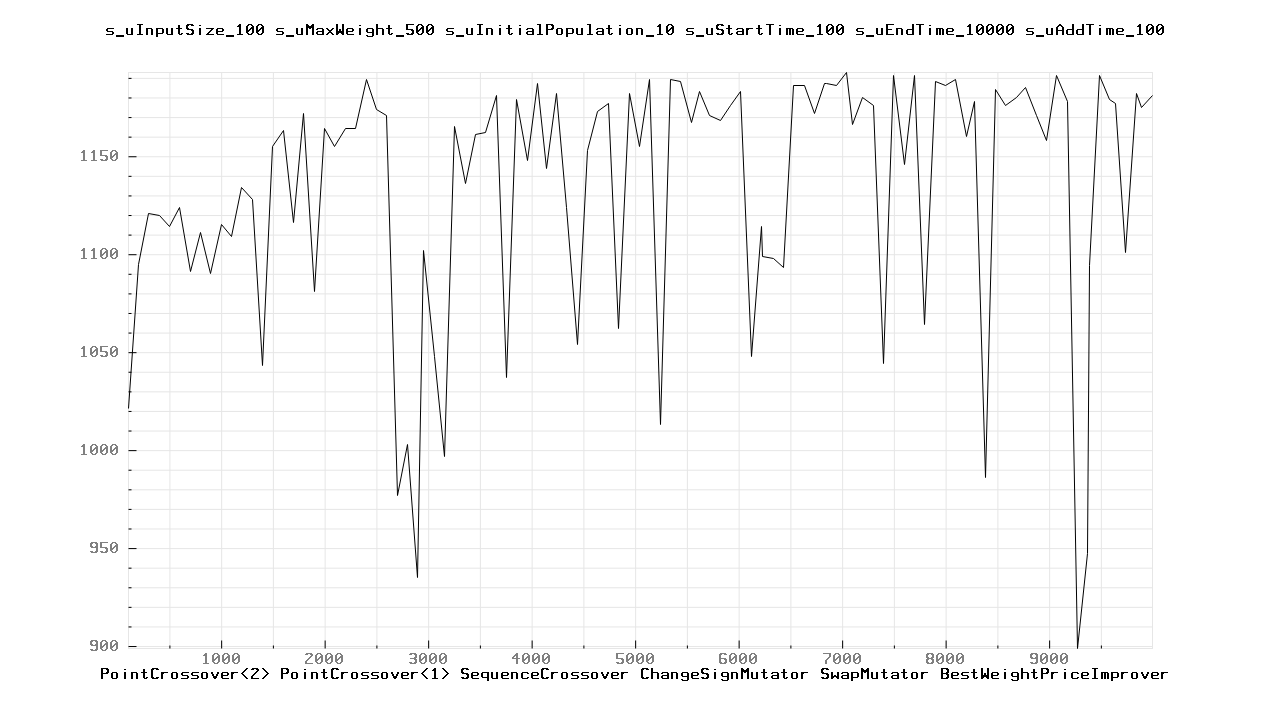 s_uInputSize_100 s_uMaxWeight_500 s_uInitialPopulation_10 s_uStartTime_100 s_uEndTime_10000 s_uAddTime_100
1150
1100
1050
1000
950
900
1000 2000 3000 4000 5000 6000 7000 8000 9000
PointCrossover<2> PointCrossover<1> SequenceCrossover ChangeSignMutator SwapMutator BestWeightPriceImprover